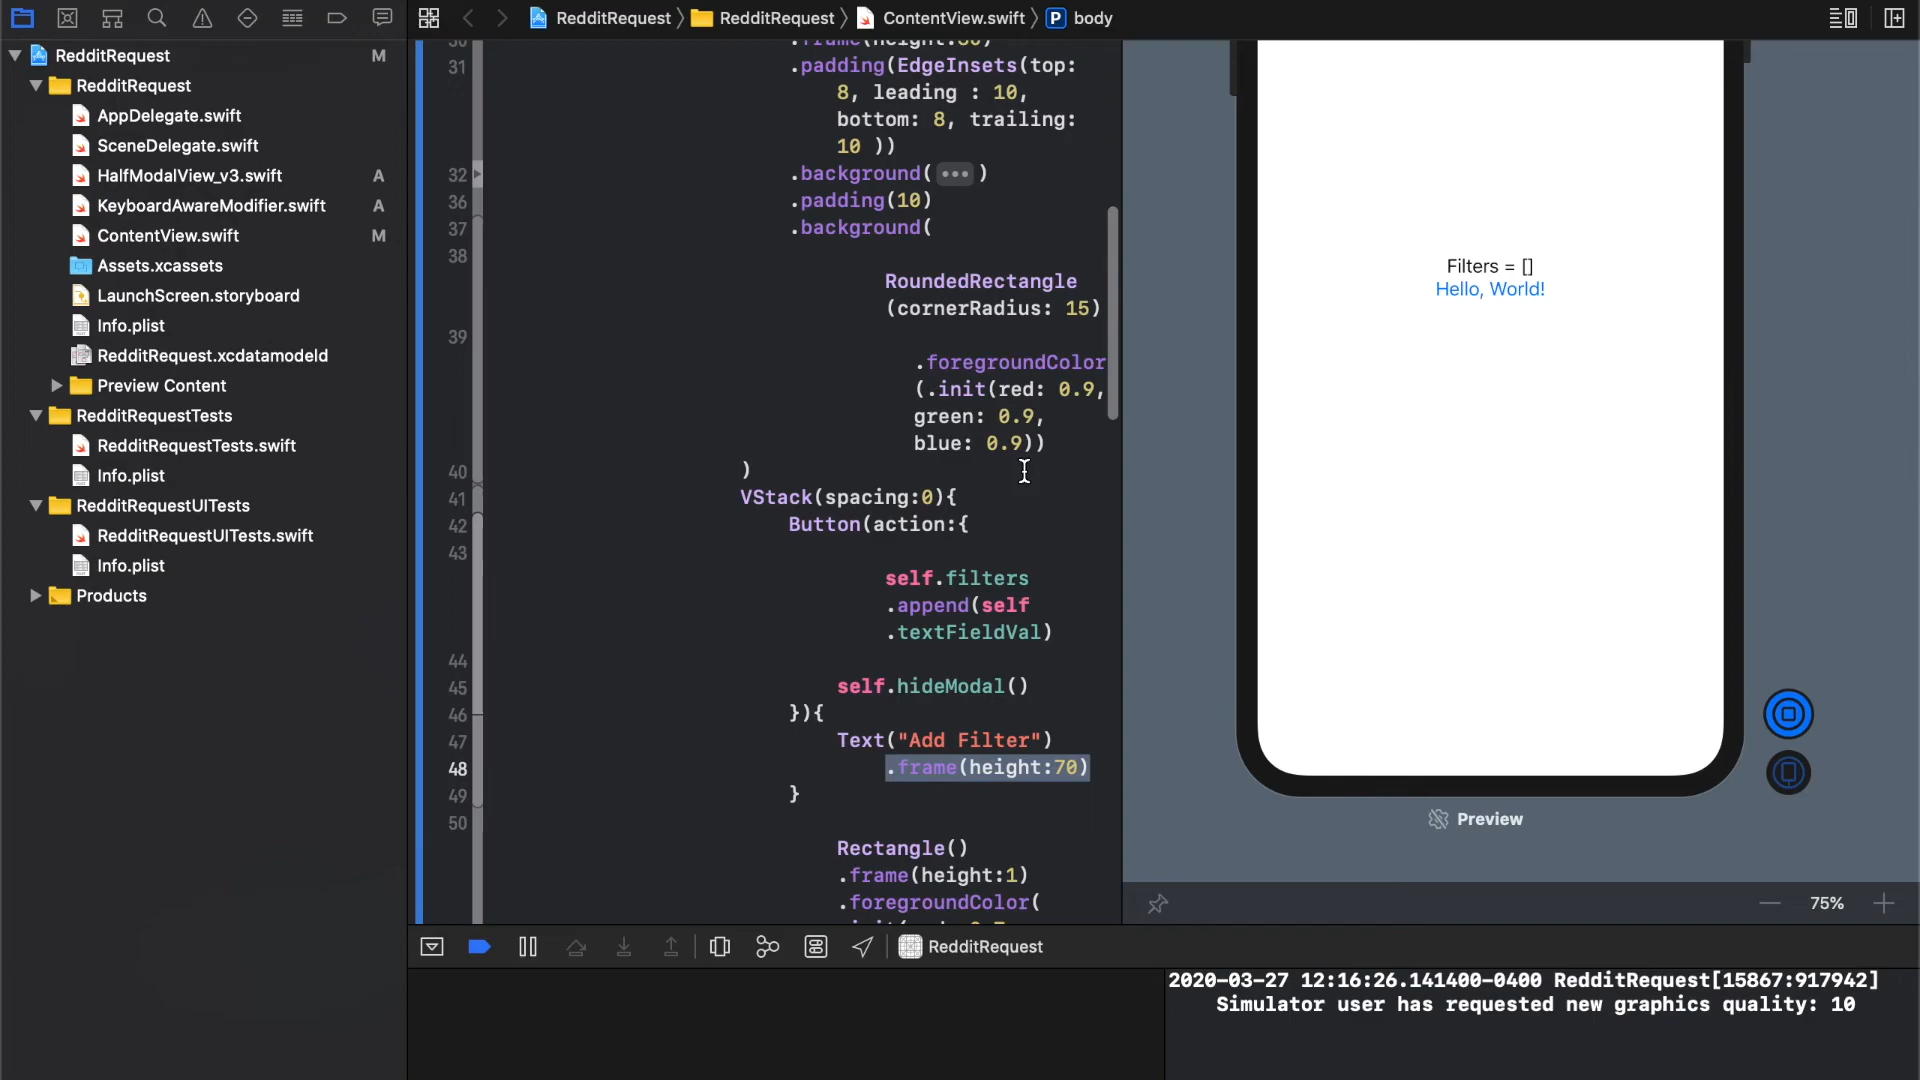 RedditRequest RedditRequest ContentView.swift P body
RedditRequest M
RedditRequest
AppDelegate.swift
SceneDelegate.swift
HalfModalView_v3.swift A
KeyboardAwareModifier.swift A
ContentView.swift M
Assets.xcassets
LaunchScreen.storyboard
Info.plist
RedditRequest.xcdatamodeld
Preview Content
RedditRequestTests
RedditRequestTests.swift
Info.plist
RedditRequestUITests
RedditRequestUITests.swift
Info.plist
Products
30 .frame(height:50)
31 .padding(EdgeInsets(top:
8, leading : 10,
bottom: 8, trailing:
10 ))
32 .background( ••• )
36 .padding(10)
37 .background(
38
RoundedRectangle
(cornerRadius: 15)
39
.foregroundColor
(.init(red: 0.9,
green: 0.9,
blue: 0.9))
40 )
41 VStack(spacing:0){
42 Button(action:{
43
self.filters
.append(self
.textFieldVal)
44
45 self.hideModal()
46 }){
47 Text("Add Filter")
48 .frame(height:70)
49 }
50
Rectangle()
.frame(height:1)
.foregroundColor(
Filters = []
Hello, World!
Preview
75%
RedditRequest
2020-03-27 12:16:26.141400-0400 RedditRequest[15867:917942]
Simulator user has requested new graphics quality: 10